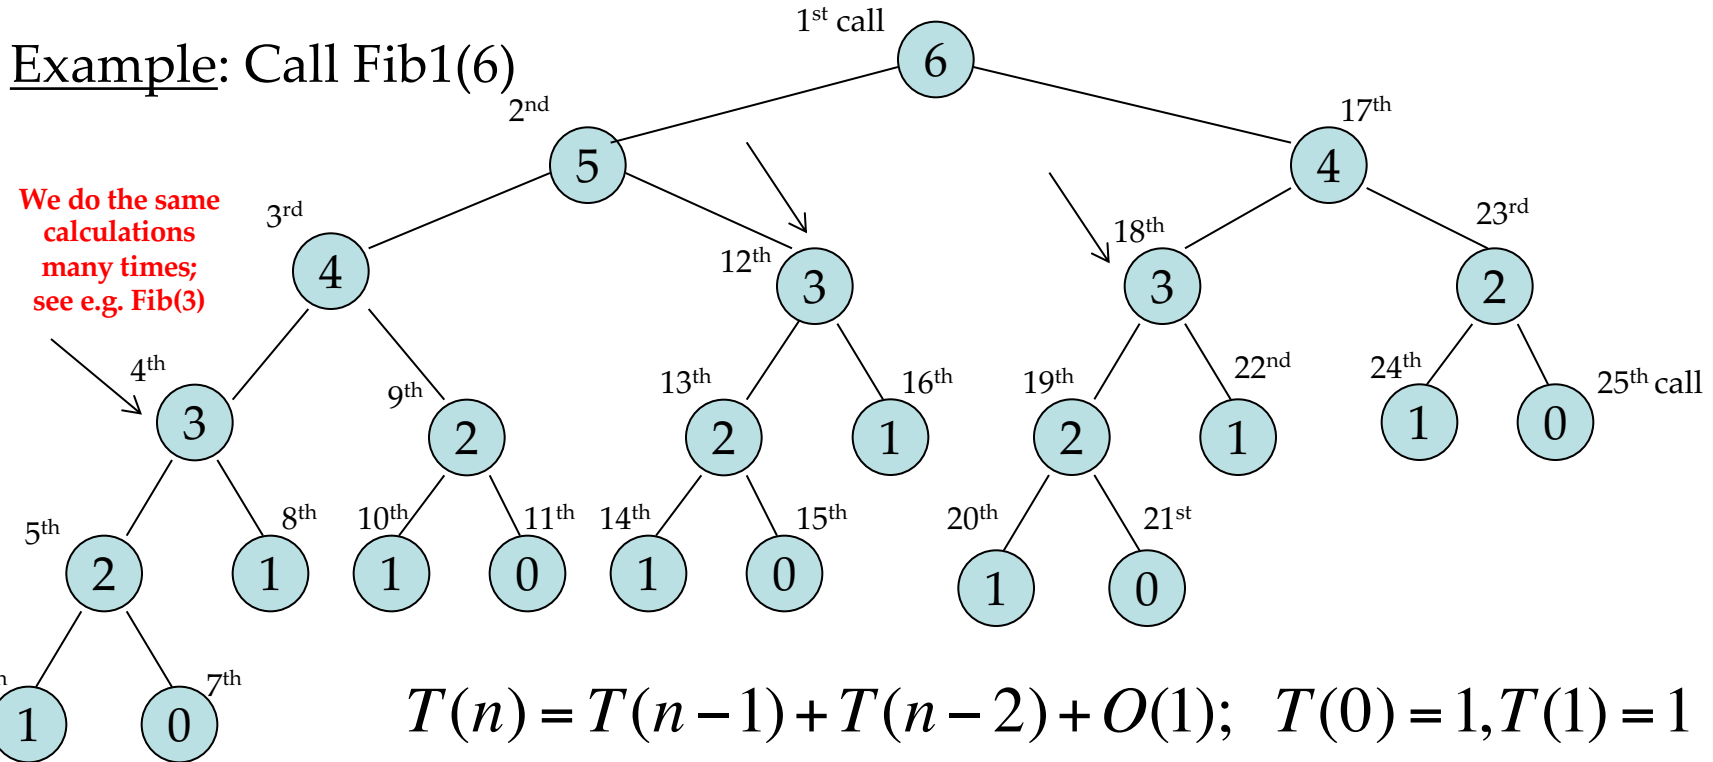 1st call
6
Example: Call Fib1(6)
2nd
17th
5
4
We do the same
calculations
many times;
see e.g. Fib(3)
3rd
23rd
18th
12th
4
3
3
2
4th
9th
13th
16th
19th
22nd
24th
25th call
3
2
2
1
2
1
1
0
5th
8th
10th
11th
14th
15th
20th
21st
2
1
1
0
1
0
1
0
7th
1
0
T(n) = T(n − 1) + T(n − 2) + O(1); T(0) = 1, T(1) = 1